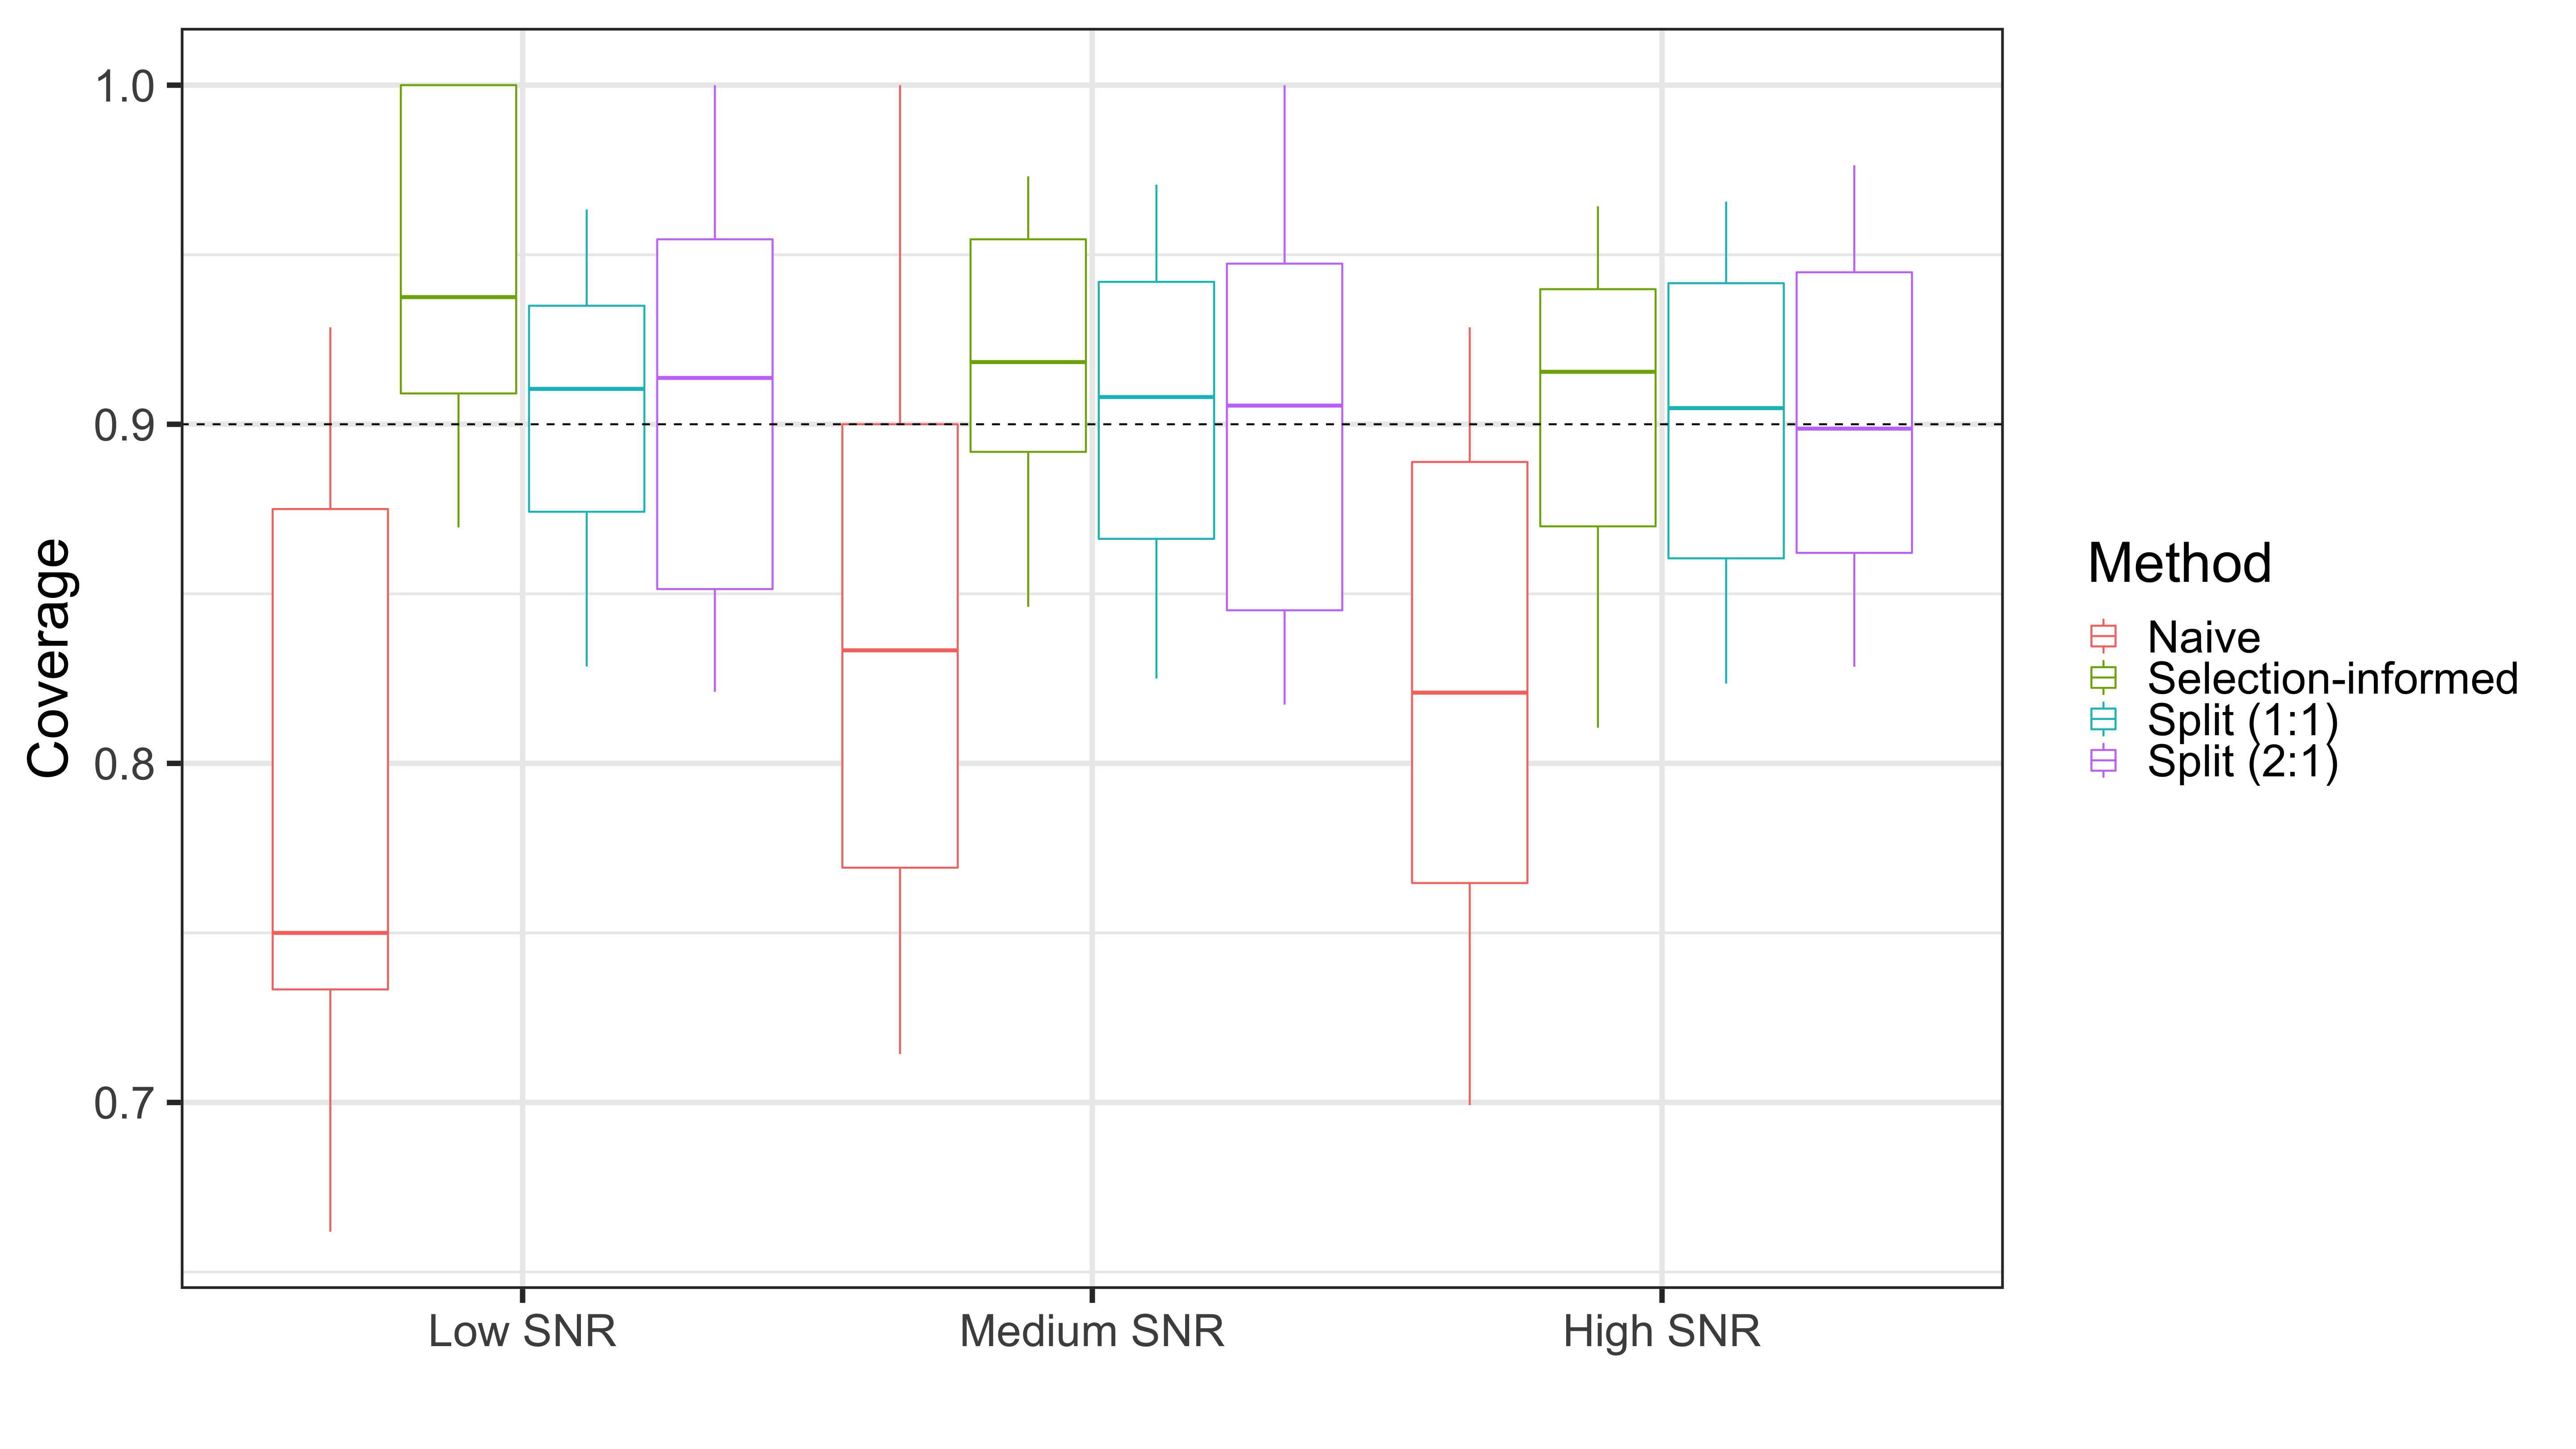 Coverage
1.0
0.9
0.8
0.7
Low SNR
Medium SNR
High SNR
Method
Naive
Selection-informed
Split (1:1)
Split (2:1)